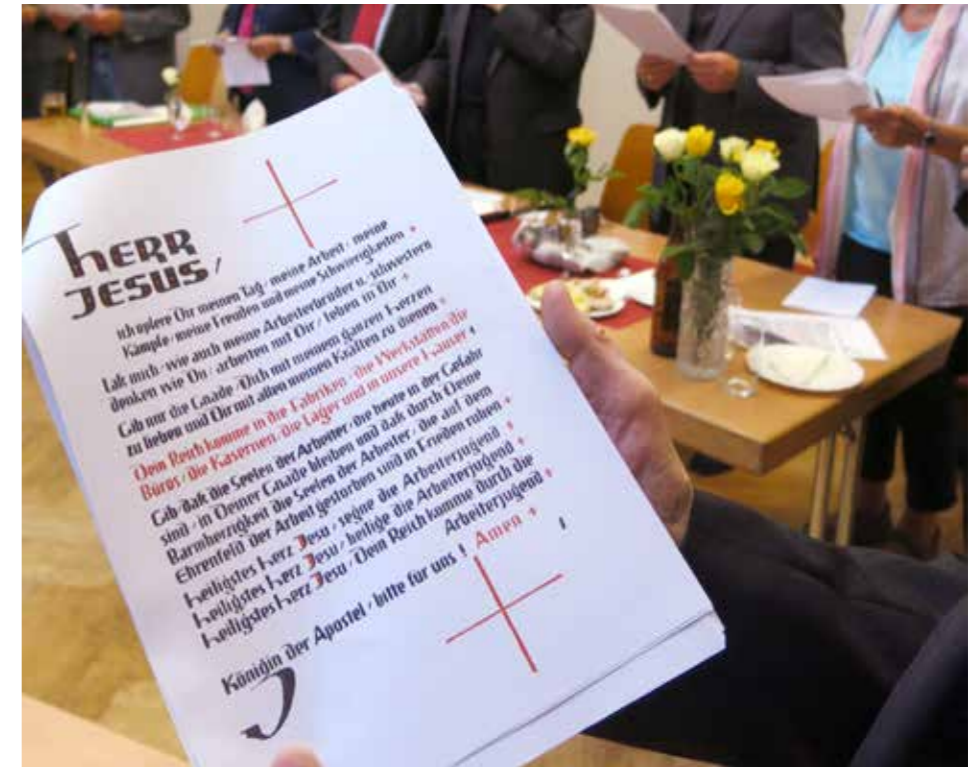 HERR
JESUS /
ich opfere Dir meinen Tag / meine Arbeit / meine
Kämpfe / meine Freuden und meine Schwierigkeiten +
Laß mich / wie auch meine Arbeiterbrüder u. schwestern
denken wie Du / arbeiten mit Dir / leben in Dir +
Gib mir die Gnade / Dich mit meinem ganzen Herzen
zu lieben und Dir mit allen meinen Kräften zu dienen +
Dein Reich komme in die Fabriken / die Werkstätten die
Büros / die Kasernen / die Lager und in unsere Häuser +
Gib / daß die Seelen der Arbeiter / die heute in der Gefahr
sind / in Deiner Gnade bleiben und daß durch Deine
Barmherzigkeit die Seelen der Arbeiter / die auf dem
Ehrenfeld der Arbeit gestorben sind in Frieden ruhen +
Heiligstes Herz Jesu / segne die Arbeiterjugend +
Heiligstes Herz Jesu / heilige die Arbeiterjugend +
Heiligstes Herz Jesu / Dein Reich komme durch die
Arbeiterjugend +
Königin der Apostel / bitte für uns ! Amen +